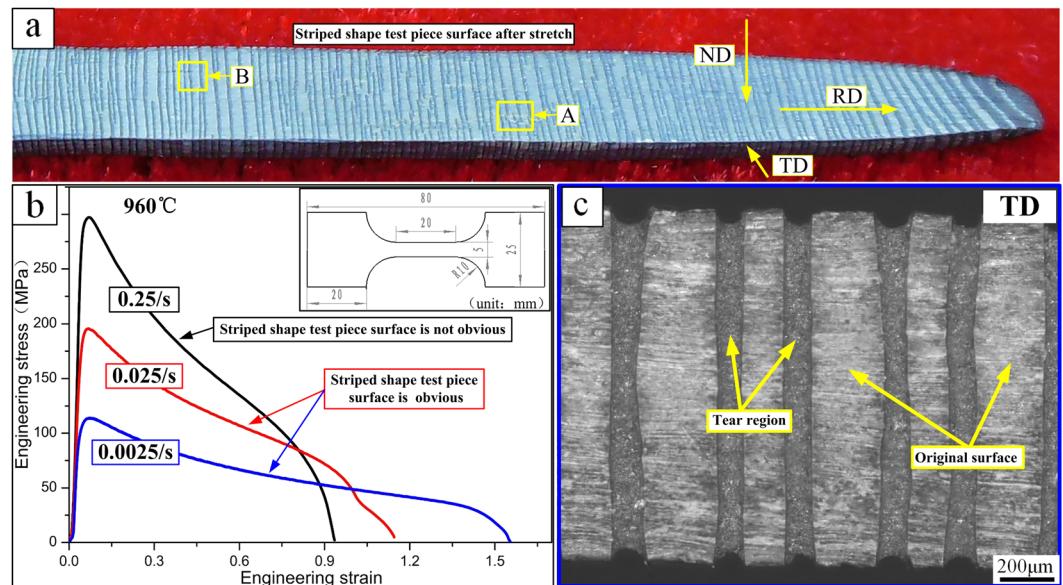 a
Striped shape test piece surface after stretch
B
A
ND
RD
TD
b
960℃
80
20
5
25
R10
20
(unit: mm)
0.25/s
Striped shape test piece surface is not obvious
0.025/s
Striped shape test piece
surface is obvious
0.0025/s
Engineering stress (MPa)
250
200
150
100
50
0
0.0 0.3 0.6 0.9 1.2 1.5
Engineering strain
c
TD
Tear region
Original surface
200μm